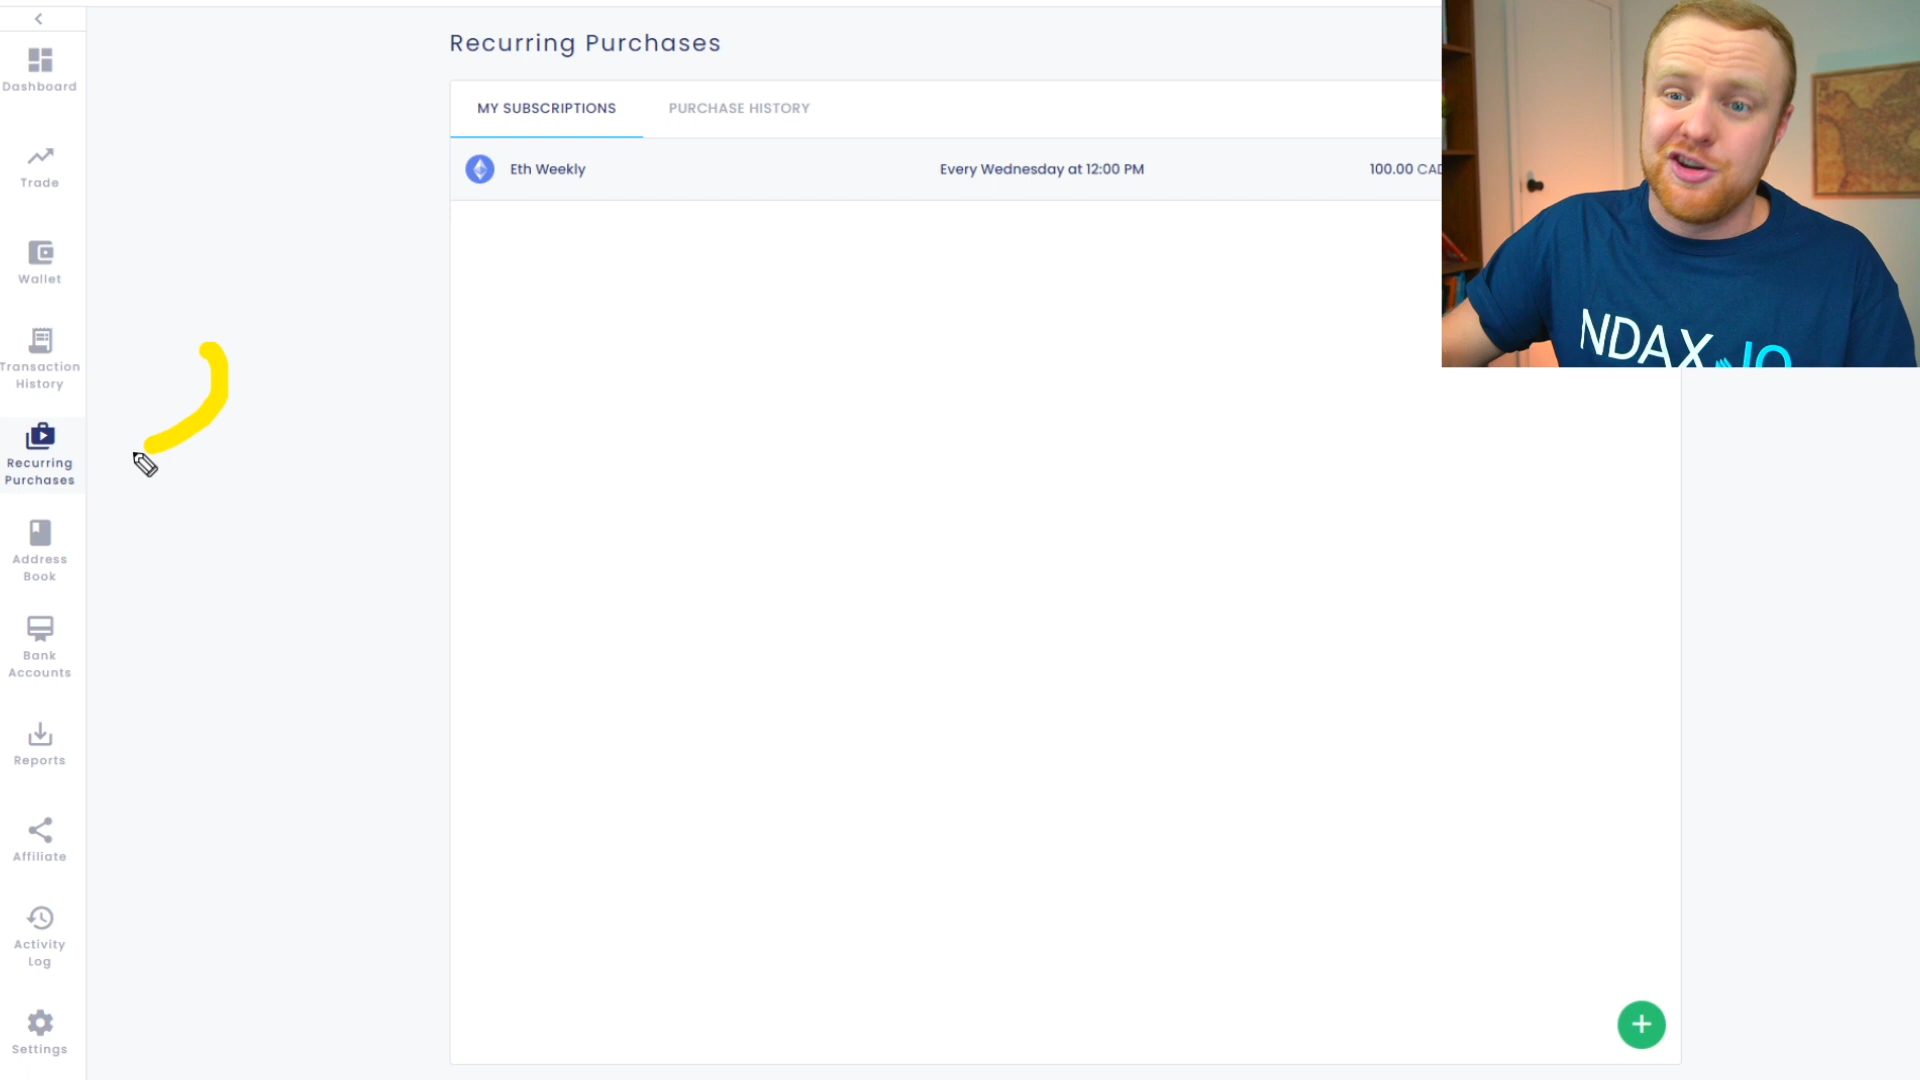 Recurring Purchases
MY SUBSCRIPTIONS PURCHASE HISTORY
Eth Weekly Every Wednesday at 12:00 PM 100.00 CAD
Dashboard
Trade
Wallet
Transaction
History
Recurring
Purchases
Address
Book
Bank
Accounts
Reports
Affiliate
Activity
Log
Settings
NDAX.IO